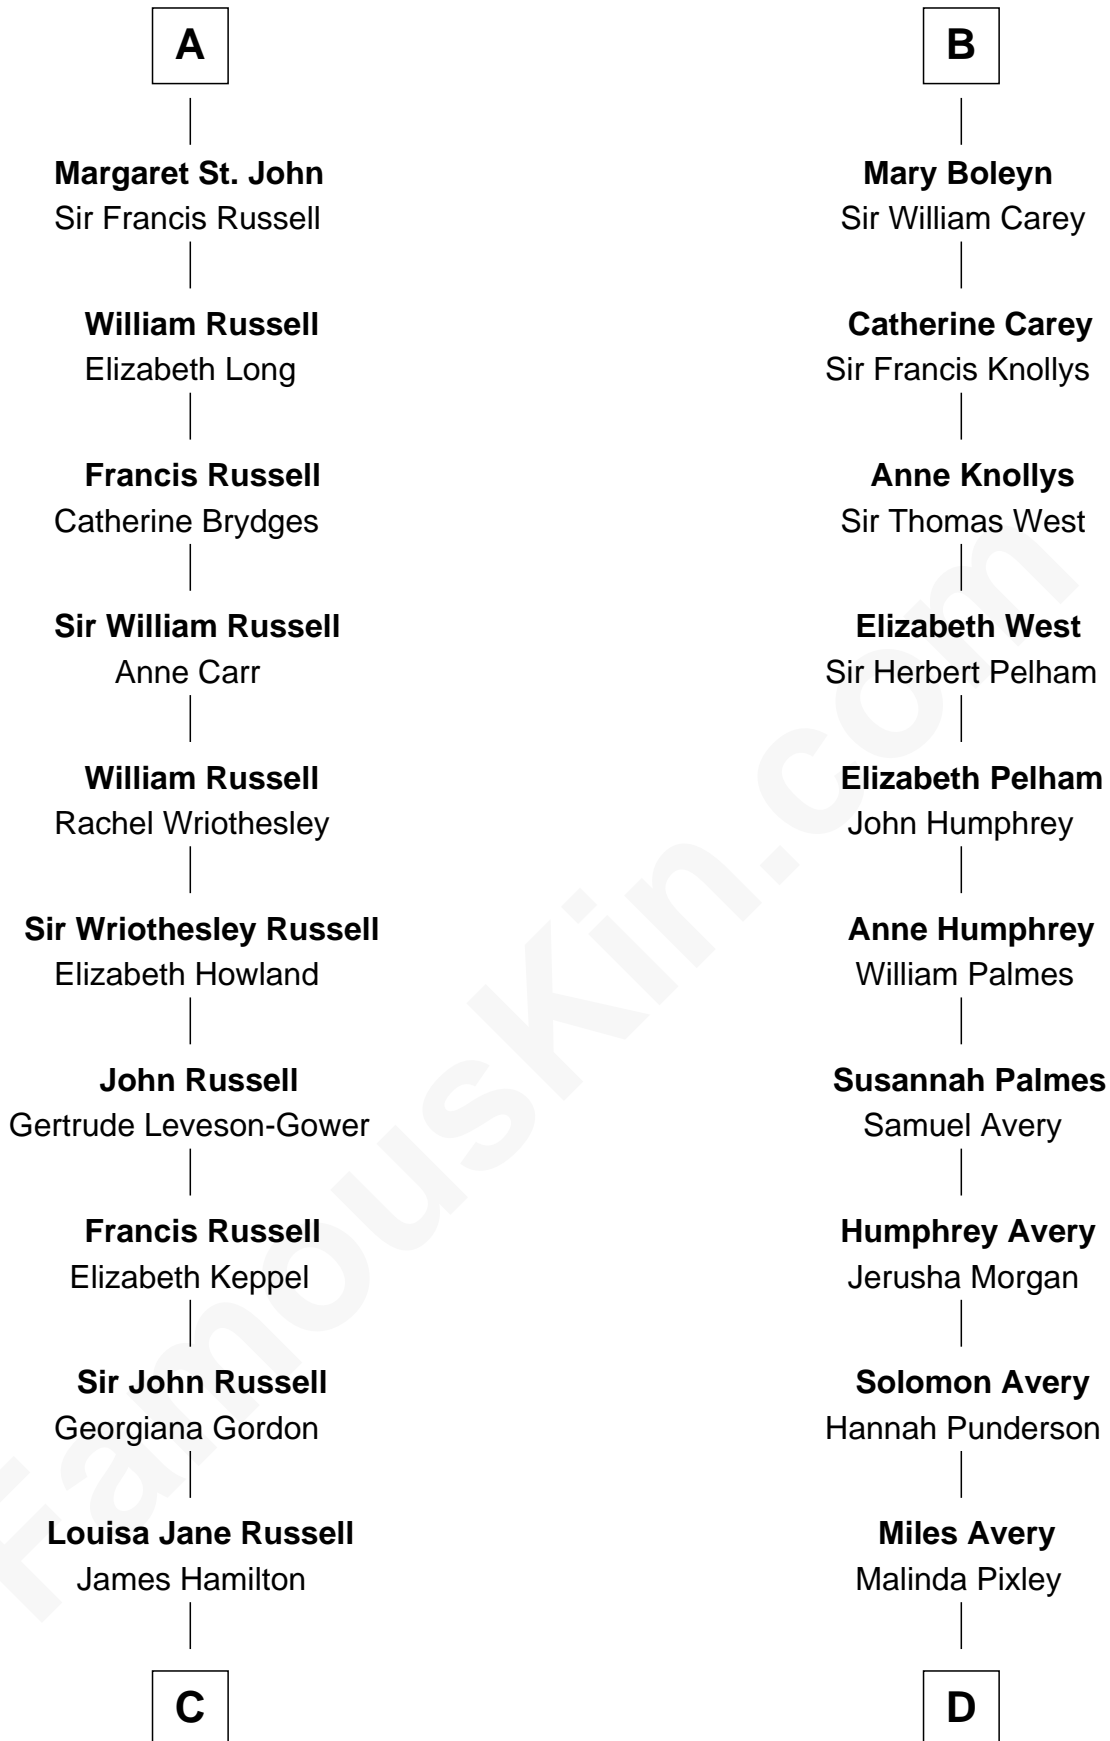 A
Margaret St. John
Sir Francis Russell
William Russell
Elizabeth Long
Francis Russell
Catherine Brydges
Sir William Russell
Anne Carr
William Russell
Rachel Wriothesley
Sir Wriothesley Russell
Elizabeth Howland
John Russell
Gertrude Leveson-Gower
Francis Russell
Elizabeth Keppel
Sir John Russell
Georgiana Gordon
Louisa Jane Russell
James Hamilton
C
B
Mary Boleyn
Sir William Carey
Catherine Carey
Sir Francis Knollys
Anne Knollys
Sir Thomas West
Elizabeth West
Sir Herbert Pelham
Elizabeth Pelham
John Humphrey
Anne Humphrey
William Palmes
Susannah Palmes
Samuel Avery
Humphrey Avery
Jerusha Morgan
Solomon Avery
Hannah Punderson
Miles Avery
Malinda Pixley
D
FamousKin.com